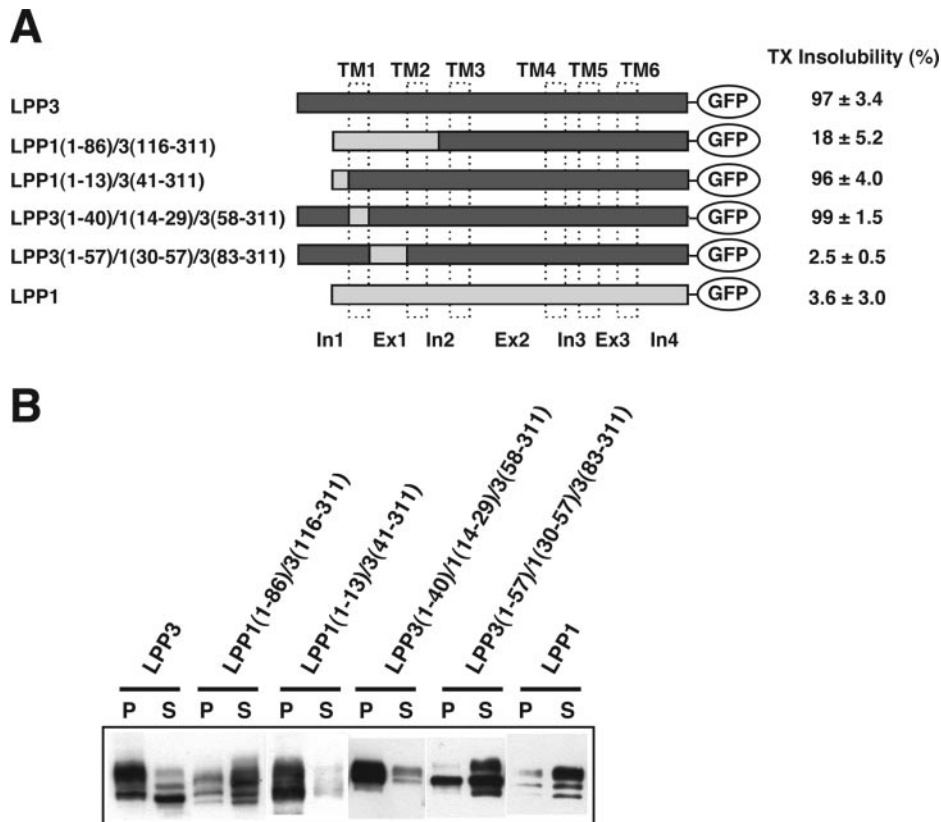 A
TX Insolubility (%)
TM1 TM2 TM3 TM4 TM5 TM6
LPP3 GFP 97 ± 3.4
LPP1(1-86)/3(116-311) GFP 18 ± 5.2
LPP1(1-13)/3(41-311) GFP 96 ± 4.0
LPP3(1-40)/1(14-29)/3(58-311) GFP 99 ± 1.5
LPP3(1-57)/1(30-57)/3(83-311) GFP 2.5 ± 0.5
LPP1 GFP 3.6 ± 3.0
In1 Ex1 In2 Ex2 In3 Ex3 In4
B
LPP3 LPP1(1-86)/3(116-311) LPP1(1-13)/3(41-311) LPP3(1-40)/1(14-29)/3(58-311) LPP3(1-57)/1(30-57)/3(83-311) LPP1
P S P S P S P S P S P S